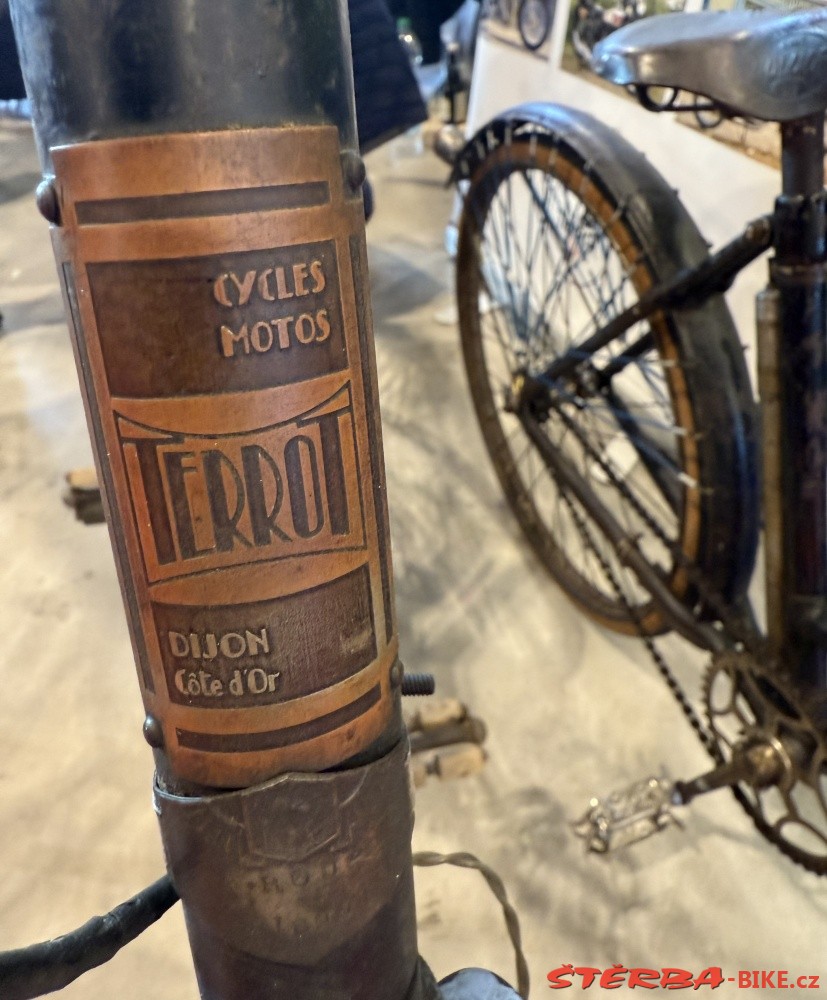 CYCLES
MOTOS
TERROT
DIJON
Côte d'Or
ŠTĚRBA-BIKE.cz